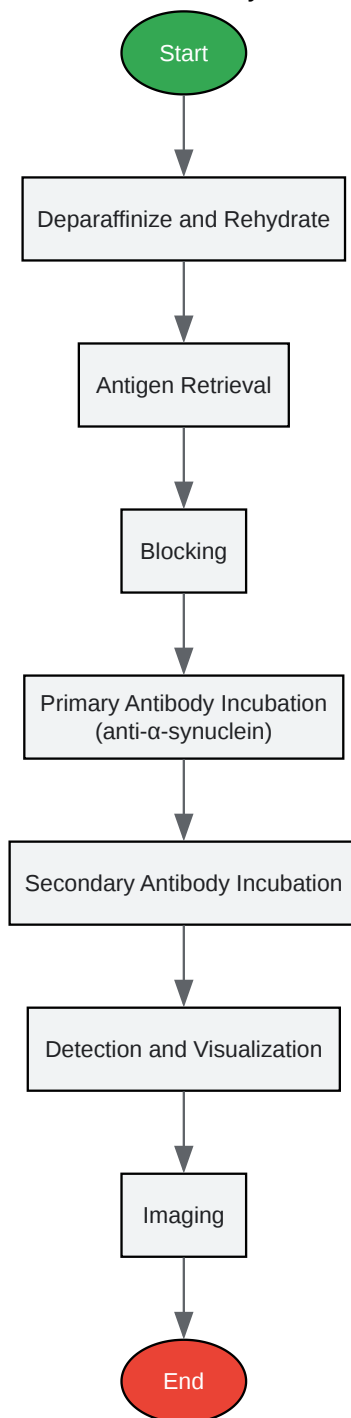 Start
Deparaffinize and Rehydrate
Antigen Retrieval
Blocking
Primary Antibody Incubation
(anti-α-synuclein)
Secondary Antibody Incubation
Detection and Visualization
Imaging
End